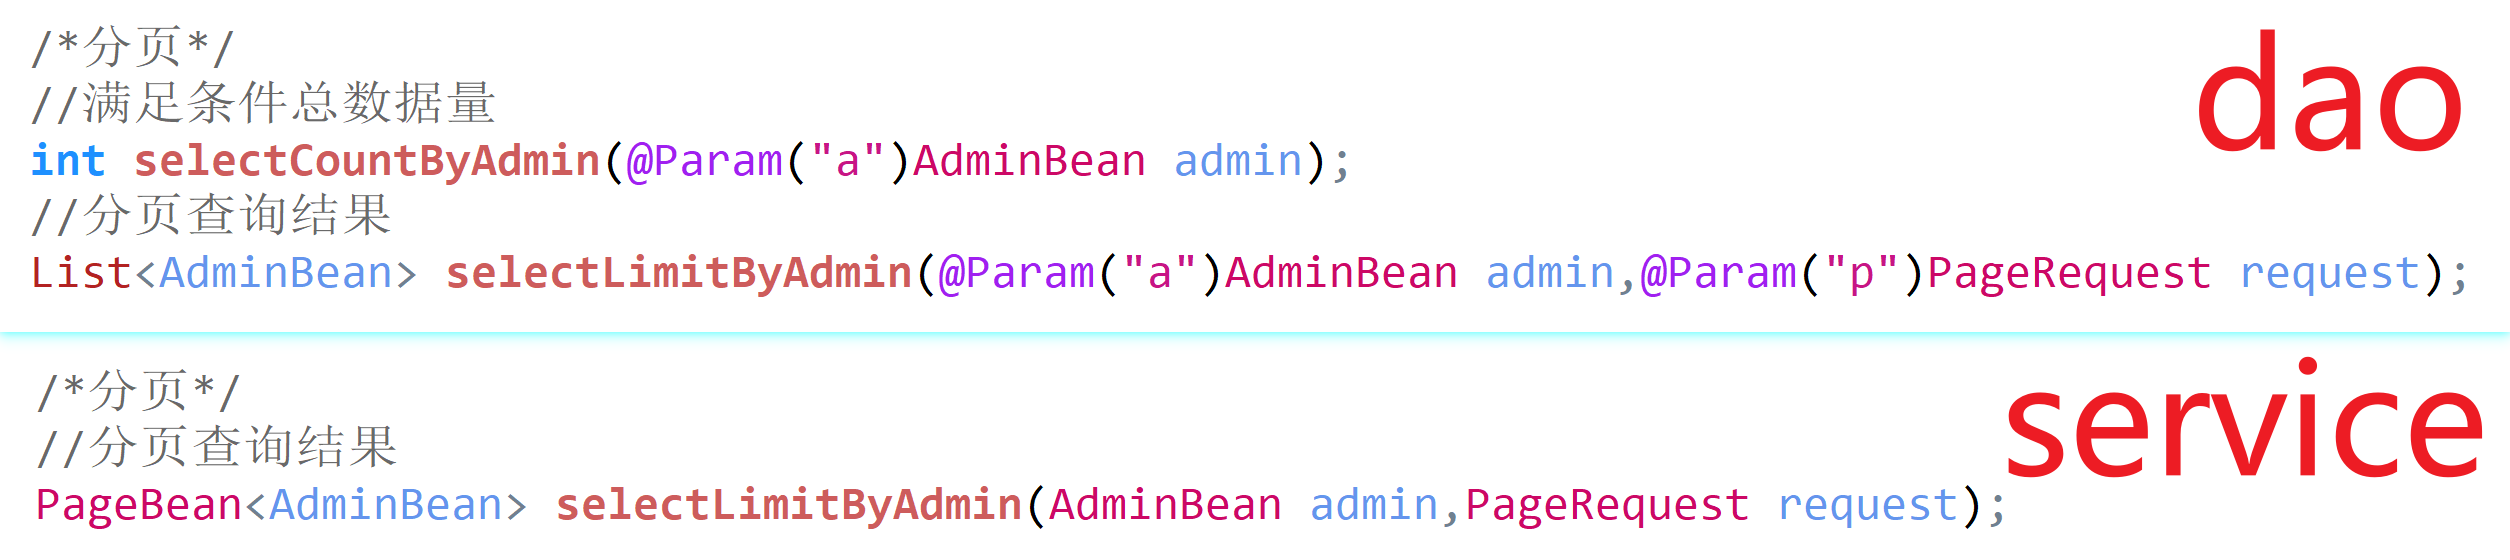 /*分页*/
//满足条件总数据量
int selectCountByAdmin(@Param("a")AdminBean admin);
//分页查询结果
List<AdminBean> selectLimitByAdmin(@Param("a")AdminBean admin,@Param("p")PageRequest request);
dao
/*分页*/
//分页查询结果
PageBean<AdminBean> selectLimitByAdmin(AdminBean admin,PageRequest request);
service